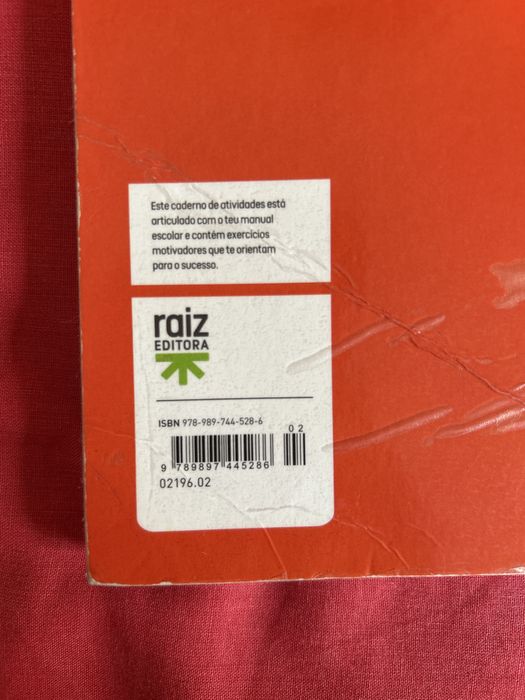 Este caderno de atividades está
articulado com o teu manual
escolar e contém exercícios
motivadores que te orientam
para o sucesso.
raiz
EDITORA
ISBN 978-989-744-528-6
02
9 789897 445286
02196.02